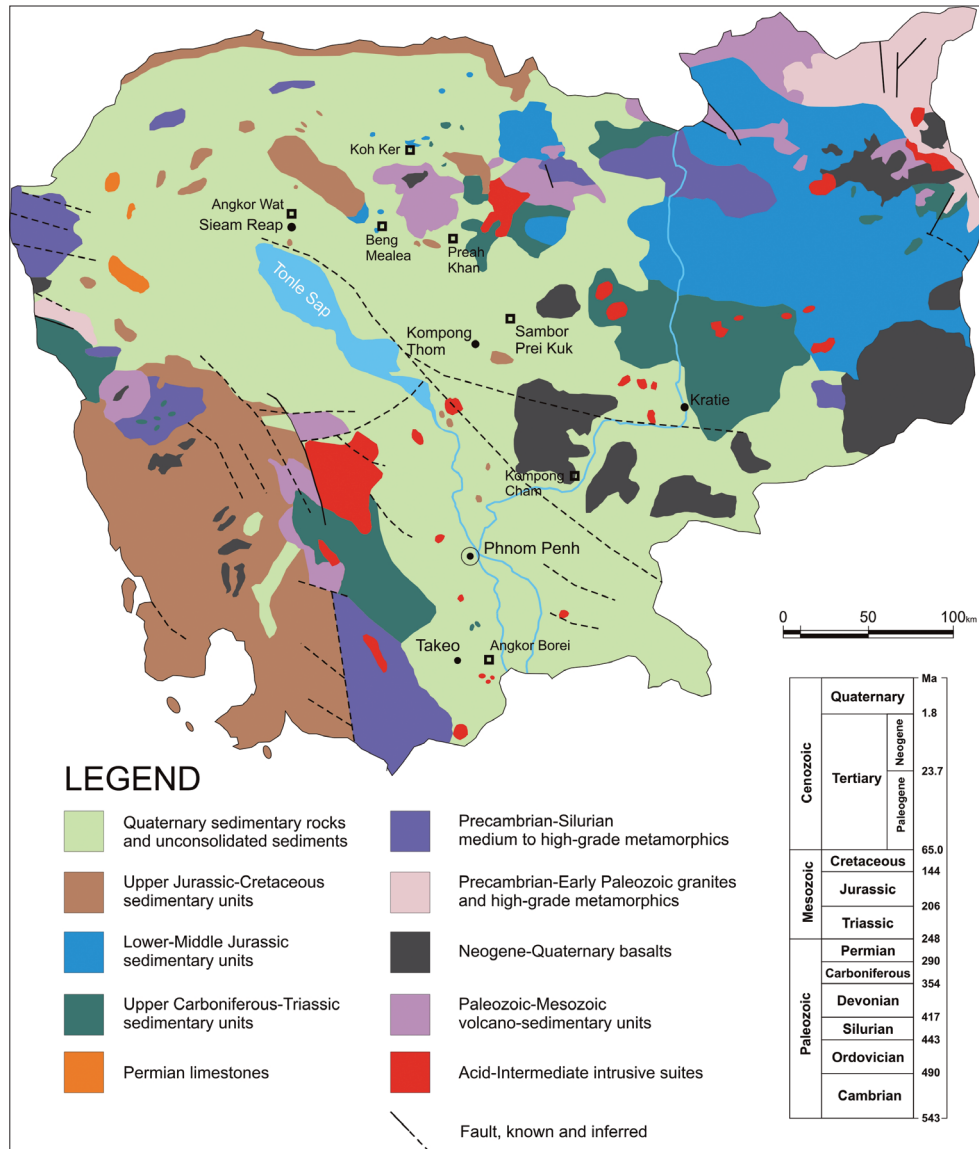 Koh Ker
Angkor Wat
Sieam Reap
Beng
Mealea
Preah
Khan
Tonle Sap
Kompong
Thom
Sambor
Prei Kuk
Kratie
Kompong
Cham
Phnom Penh
Takeo
Angkor Borei
0 50 100km
LEGEND
Quaternary sedimentary rocks
and unconsolidated sediments
Upper Jurassic-Cretaceous
sedimentary units
Lower-Middle Jurassic
sedimentary units
Upper Carboniferous-Triassic
sedimentary units
Permian limestones
Precambrian-Silurian
medium to high-grade metamorphics
Precambrian-Early Paleozoic granites
and high-grade metamorphics
Neogene-Quaternary basalts
Paleozoic-Mesozoic
volcano-sedimentary units
Acid-Intermediate intrusive suites
Fault, known and inferred
Ma
Cenozoic
Quaternary
1.8
Tertiary
Neogene
23.7
Paleogene
65.0
Mesozoic
Cretaceous
144
Jurassic
206
Triassic
248
Paleozoic
Permian
290
Carboniferous
354
Devonian
417
Silurian
443
Ordovician
490
Cambrian
543